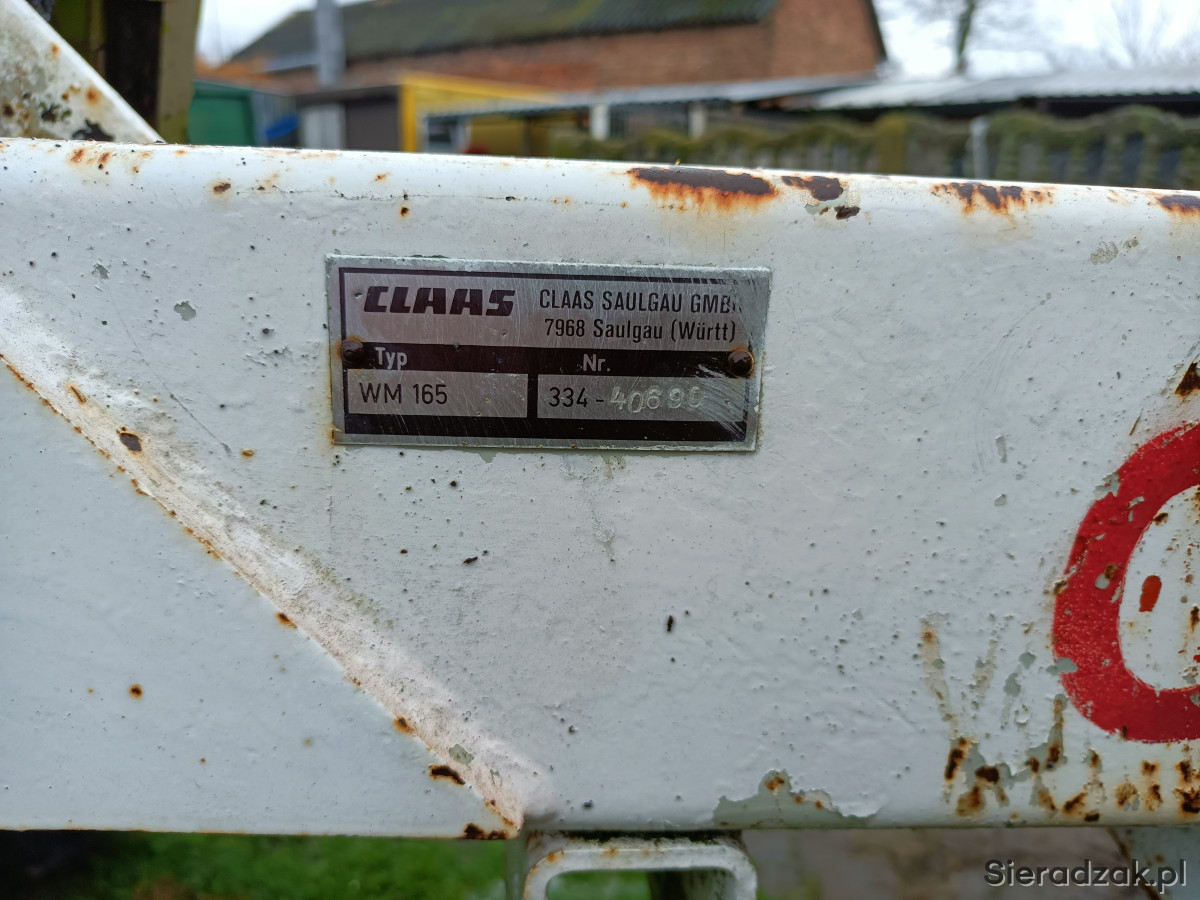 CLAAS
CLAAS SAULGAU GMBH
7968 Saulgau (Württ)
Typ
Nr.
WM 165
334 - 40690
Sieradzak.pl